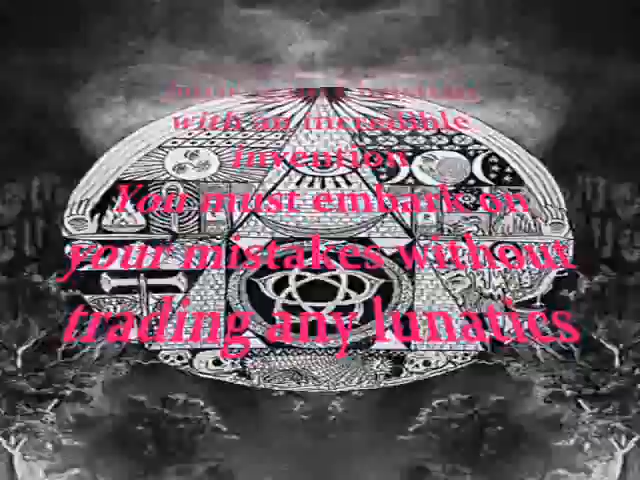 with an incredible
invention
You must embark on
your mistakes without
trading any lunatics